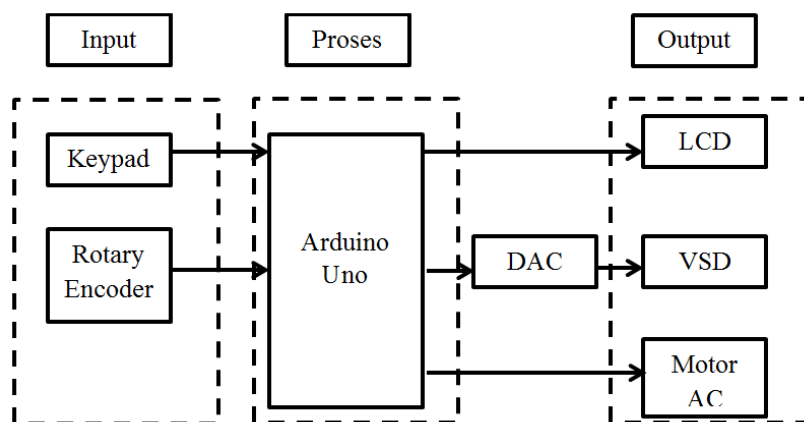 Input
Proses
Output
Keypad
Rotary
Encoder
Arduino
Uno
DAC
LCD
VSD
Motor
AC